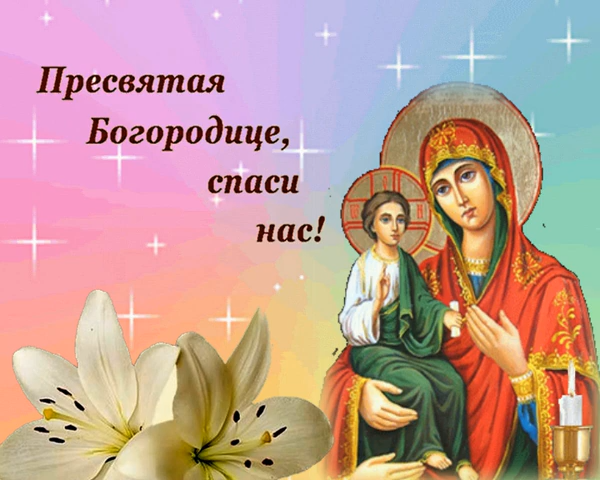 Пресвятая
Богородице,
спаси
нас!